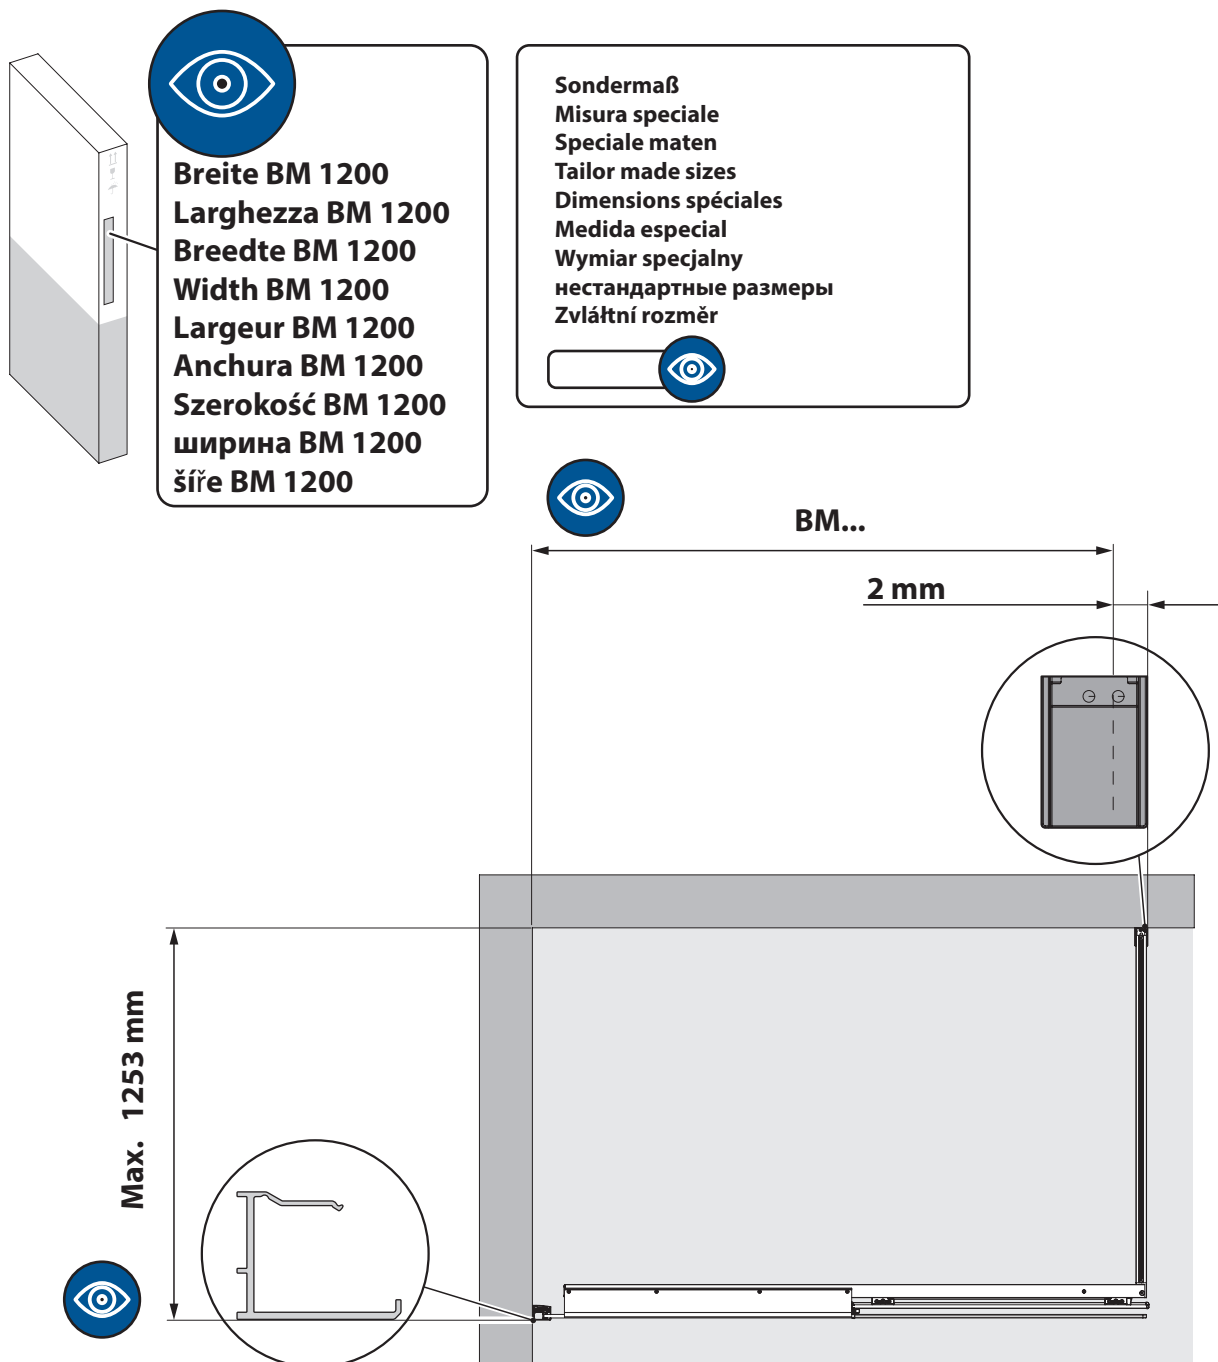 Breite BM 1200
Larghezza BM 1200
Breedte BM 1200
Width BM 1200
Largeur BM 1200
Anchura BM 1200
Szerokość BM 1200
ширина BM 1200
šíře BM 1200
Sondermaß
Misura speciale
Speciale maten
Tailor made sizes
Dimensions spéciales
Medida especial
Wymiar specjalny
нестандартные размеры
Zvláłtní rozměr
BM...
2 mm
Max. 1253 mm